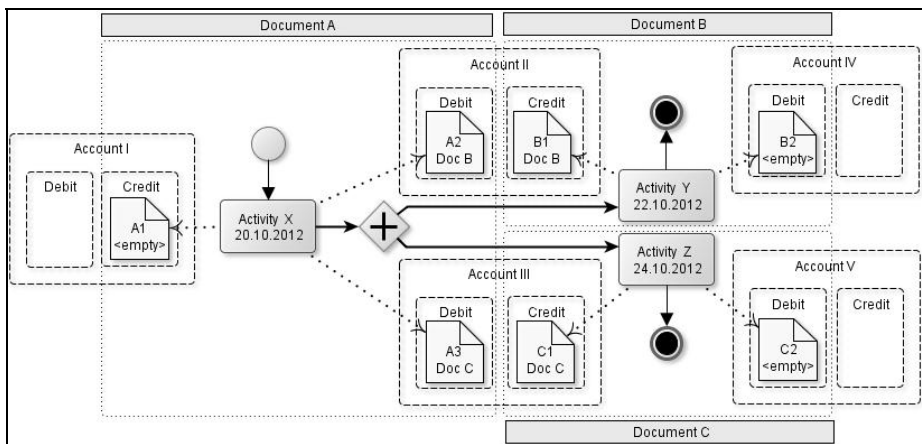 Document A
Document B
Account II
Debit
A2
Doc B
Credit
B1
Doc B
Account IV
Debit
B2
<empty>
Credit
Account I
Debit
Credit
A1
<empty>
Activity X
20.10.2012
Activity Y
22.10.2012
Activity Z
24.10.2012
Account III
Debit
A3
Doc C
Credit
C1
Doc C
Account V
Debit
C2
<empty>
Credit
Document C